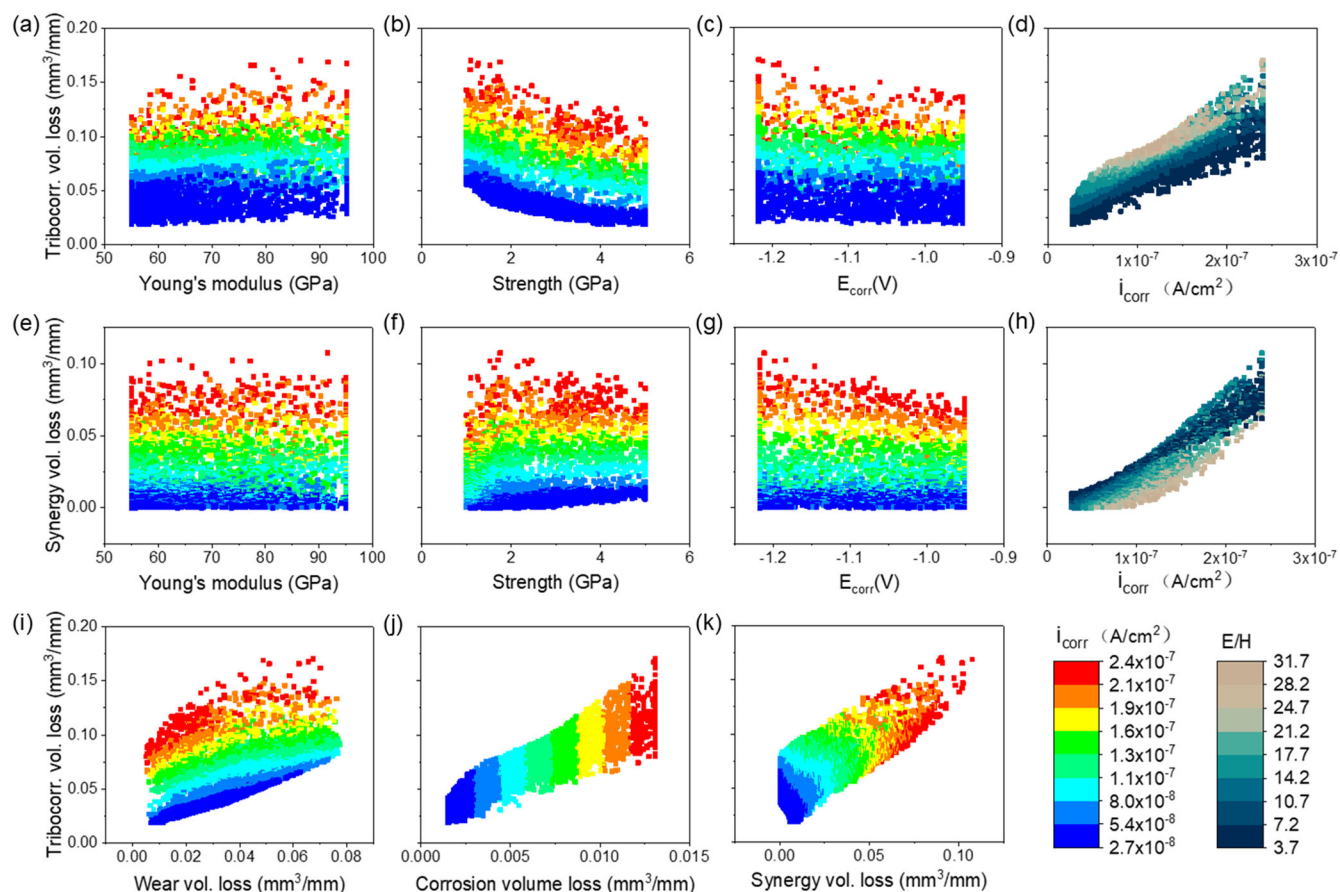 (a)
(b)
(c)
(d)
Tribocorr. vol. loss (mm³/mm)
0.20
0.15
0.10
0.05
0.00
50 60 70 80 90 100
Young's modulus (GPa)
0 2 4 6
Strength (GPa)
-1.2 -1.1 -1.0 -0.9
E_corr(V)
0 1x10⁻⁷ 2x10⁻⁷ 3x10⁻⁷
i_corr （A/cm²）
(e)
(f)
(g)
(h)
Synergy vol. loss (mm³/mm)
0.10
0.05
0.00
50 60 70 80 90 100
Young's modulus (GPa)
0 2 4 6
Strength (GPa)
-1.2 -1.1 -1.0 -0.9
E_corr(V)
0 1x10⁻⁷ 2x10⁻⁷ 3x10⁻⁷
i_corr （A/cm²）
(i)
(j)
(k)
Tribocorr. vol. loss (mm³/mm)
0.20
0.15
0.10
0.05
0.00
0.00 0.02 0.04 0.06 0.08
Wear vol. loss (mm³/mm)
0.000 0.005 0.010 0.015
Corrosion volume loss (mm³/mm)
0.00 0.05 0.10
Synergy vol. loss (mm³/mm)
i_corr （A/cm²）
2.4x10⁻⁷
2.1x10⁻⁷
1.9x10⁻⁷
1.6x10⁻⁷
1.3x10⁻⁷
1.1x10⁻⁷
8.0x10⁻⁸
5.4x10⁻⁸
2.7x10⁻⁸
E/H
31.7
28.2
24.7
21.2
17.7
14.2
10.7
7.2
3.7